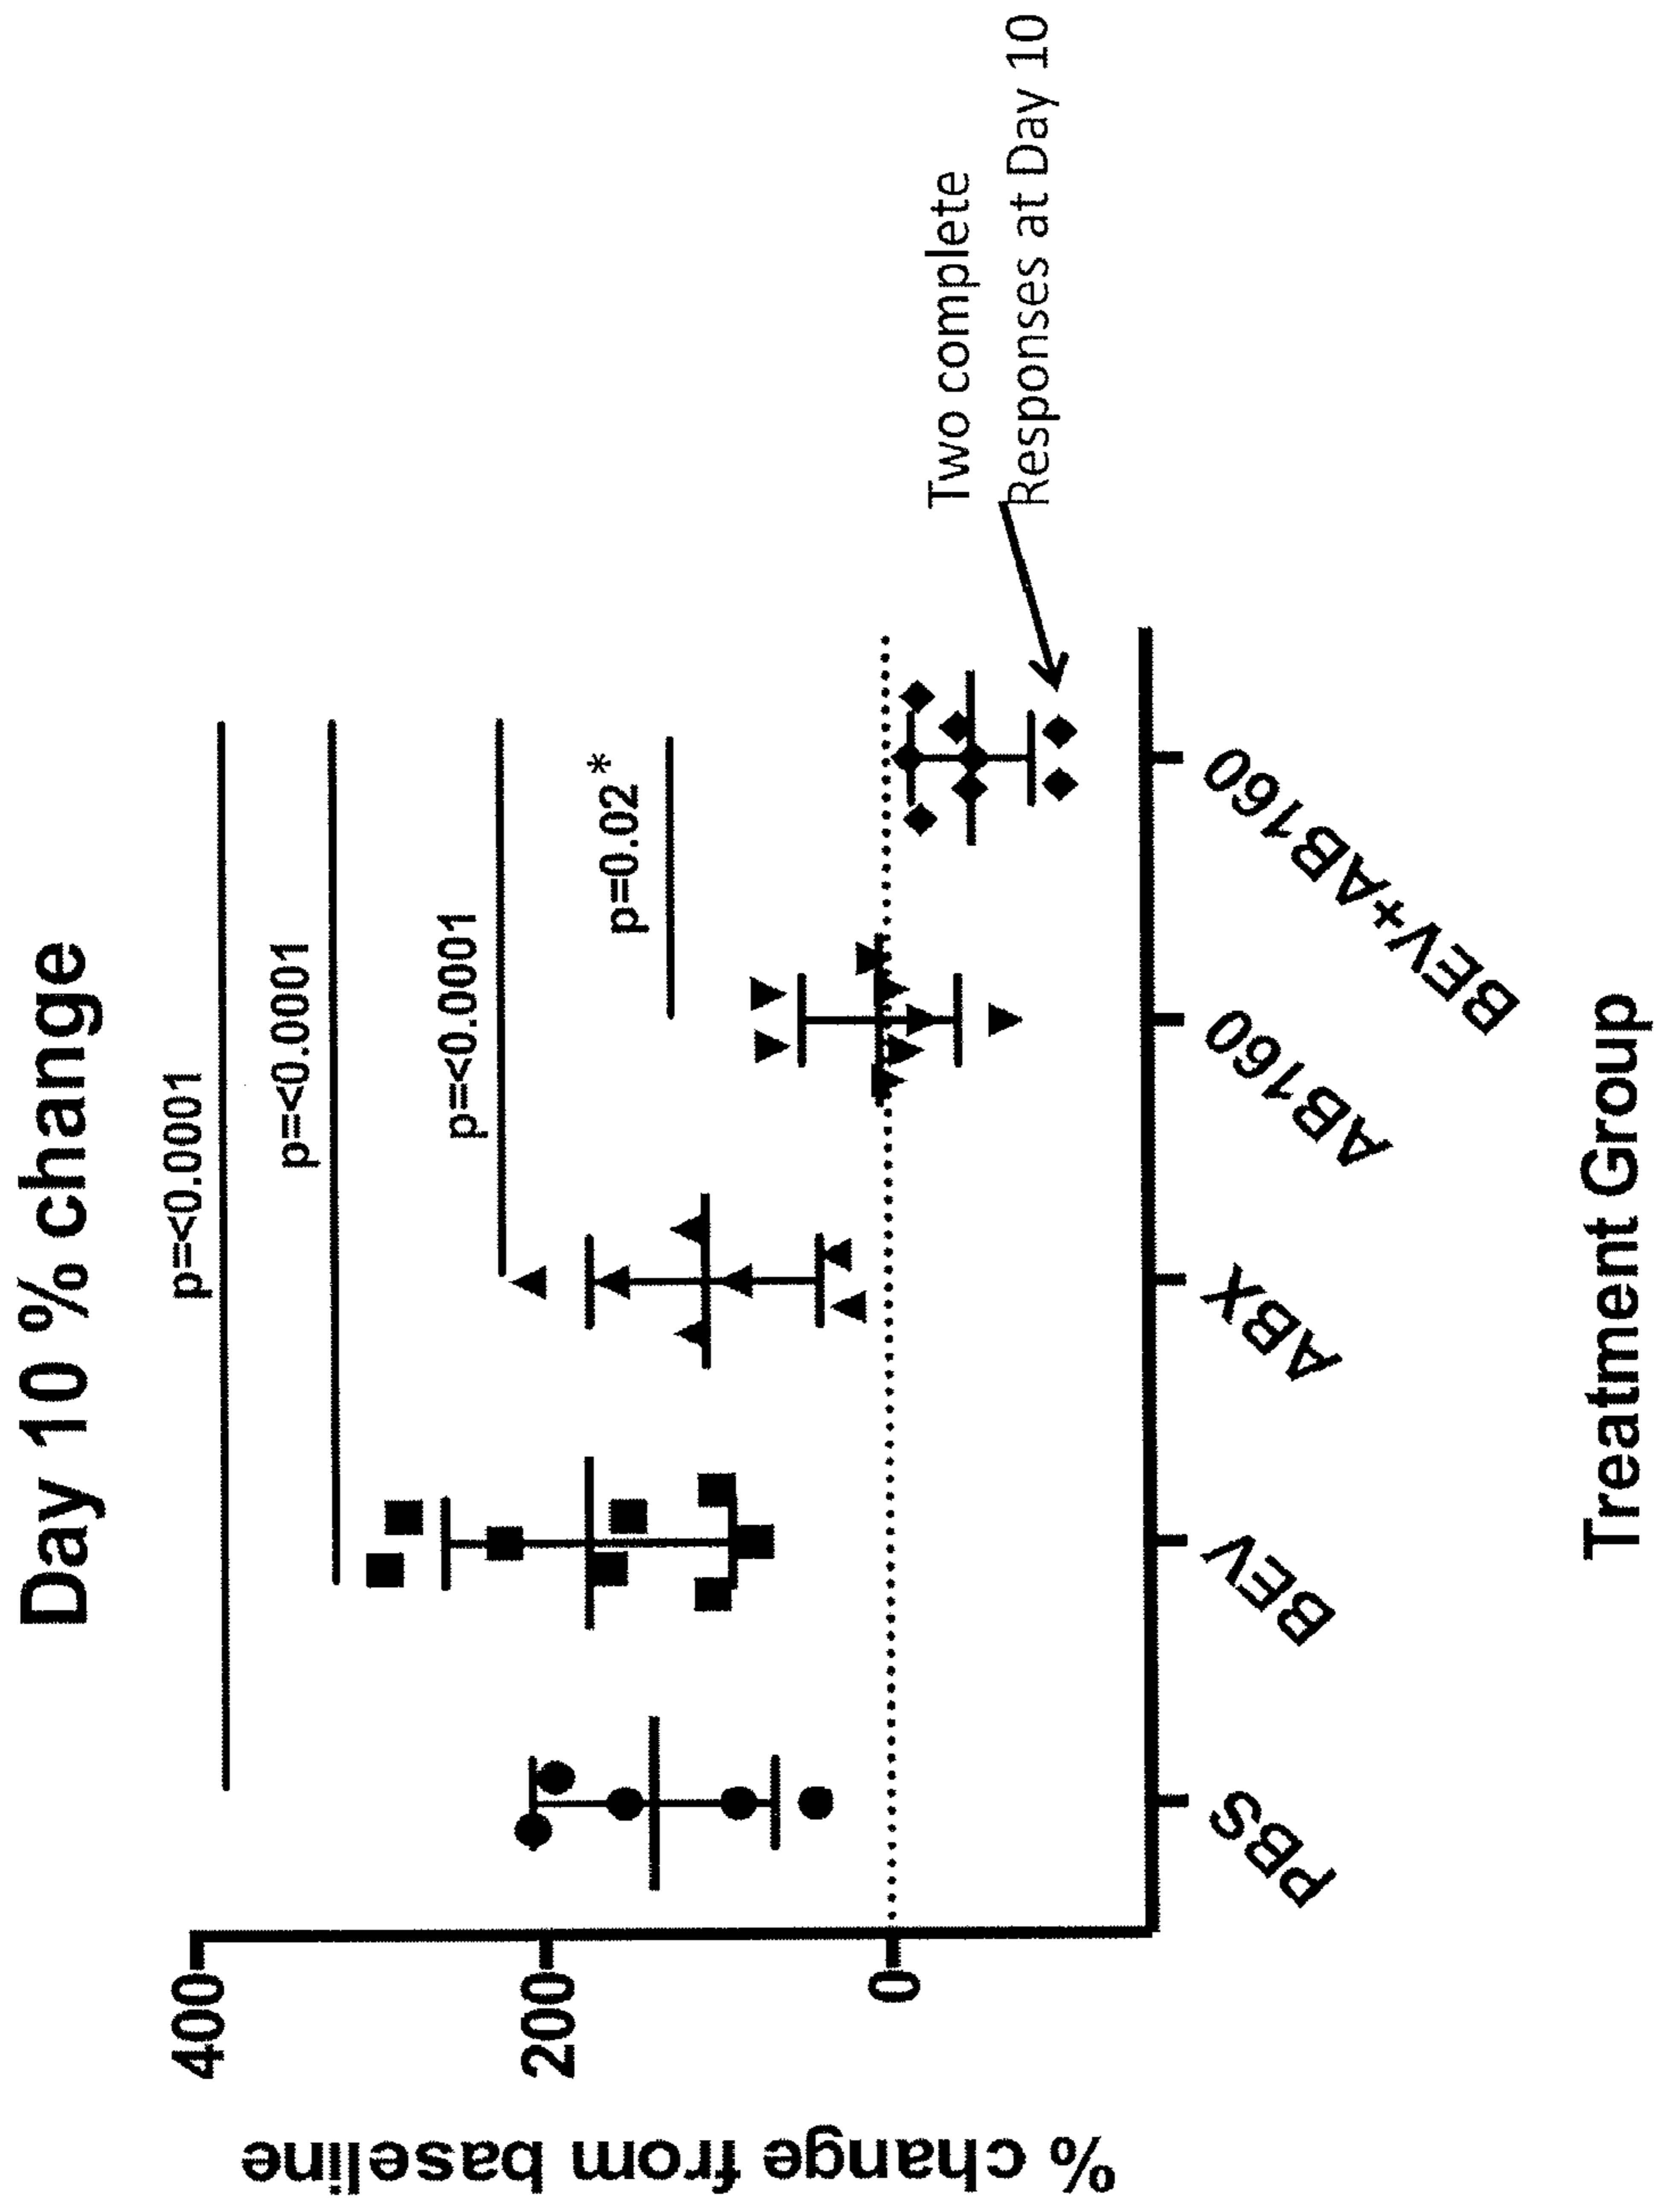 Day 10 % change
p=<0.0001
p=<0.0001
p=<0.0001
p=0.02*
400
200
0
% change from baseline
Two complete
Responses at Day 10
PBS
BEV
ABX
AB160
BEV+AB160
Treatment Group